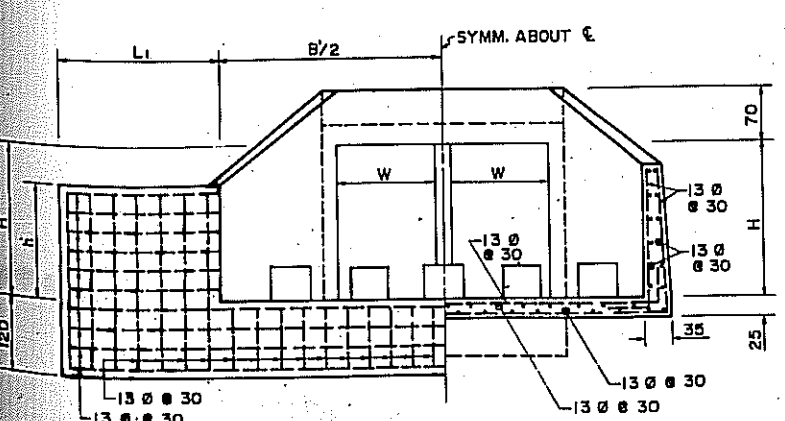 SYMM. ABOUT ℄
L1
B'/2
70
W
W
13 Ø
@ 30
H
H
h'
13 Ø
@ 30
13 Ø
@ 30
120
35
25
13 Ø @ 30
13 Ø @ 30
13 Ø @ 30
13 Ø @ 30